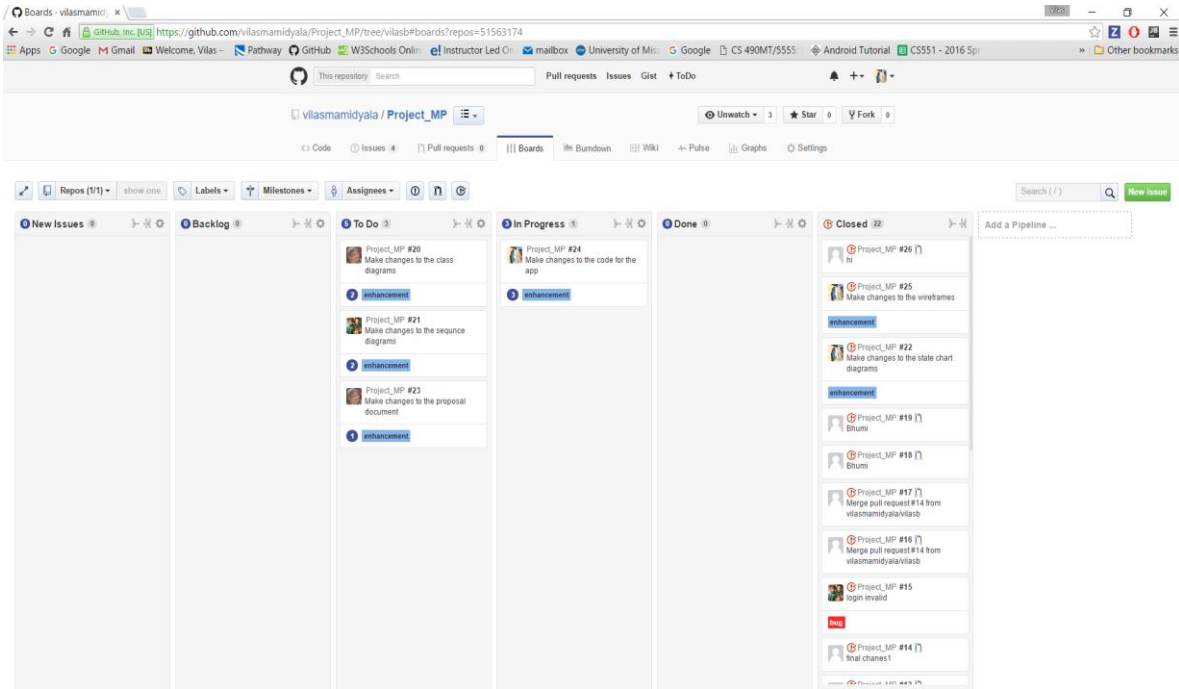 Boards · vilasmamidy
Vilas
GitHub, Inc. [US] https://github.com/vilasmamidyala/Project_MP/tree/vilasb#boards?repos=51563174
Apps Google Gmail Welcome, Vilas – Pathway GitHub W3Schools Onlin Instructor Led On mailbox University of Mis: Google CS 490MT/5555: Android Tutorial CS551 - 2016 Spr » Other bookmarks
This repository Search Pull requests Issues Gist + ToDo
vilasmamidyala / Project_MP Unwatch 3 Star 0 Fork 0
<> Code Issues 4 Pull requests 0 Boards Burndown Wiki Pulse Graphs Settings
Repos (1/1) show one Labels Milestones Assignees Search ( / ) New Issue
0 New Issues 0
0 Backlog 0
5 To Do 3
Project_MP #20
Make changes to the class
diagrams
2 enhancement
Project_MP #21
Make changes to the sequnce
diagrams
2 enhancement
Project_MP #23
Make changes to the proposal
document
1 enhancement
3 In Progress 1
Project_MP #24
Make changes to the code for the
app
3 enhancement
0 Done 0
Closed 22
Project_MP #26
hi
Project_MP #25
Make changes to the wireframes
enhancement
Project_MP #22
Make changes to the state chart
diagrams
enhancement
Project_MP #19
Bhumi
Project_MP #18
Bhumi
Project_MP #17
Merge pull request #14 from
vilasmamidyala/vilasb
Project_MP #16
Merge pull request #14 from
vilasmamidyala/vilasb
Project_MP #15
login invalid
bug
Project_MP #14
final chanes1
Add a Pipeline ...